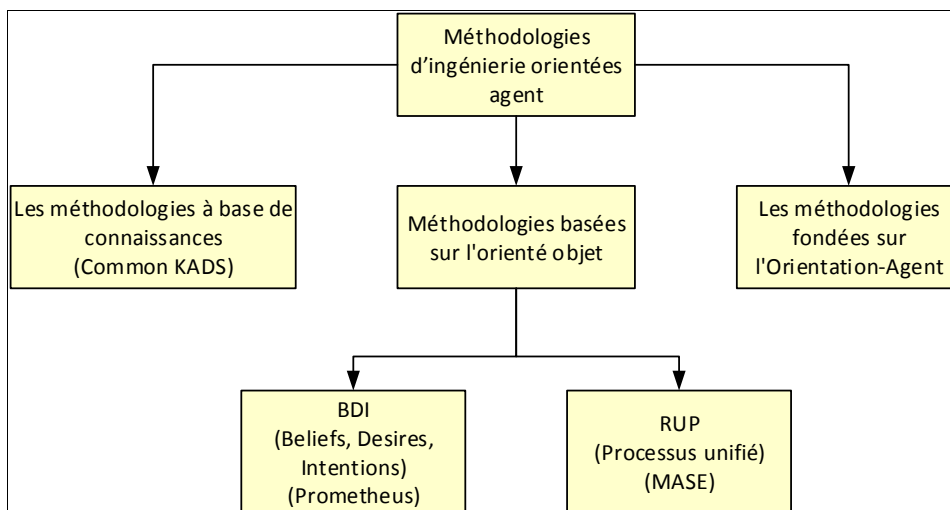 Méthodologies
d’ingénierie orientées
agent
Les méthodologies à base de
connaissances
(Common KADS)
Méthodologies basées
sur l'orienté objet
Les méthodologies
fondées sur
l'Orientation-Agent
BDI
(Beliefs, Desires,
Intentions)
(Prometheus)
RUP
(Processus unifié)
(MASE)